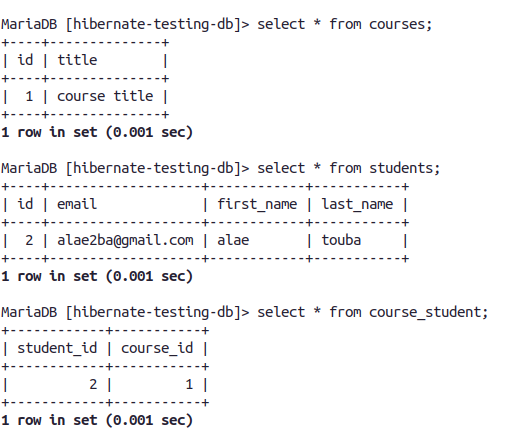 MariaDB [hibernate-testing-db]> select * from courses;
+----+--------------+
| id | title        |
+----+--------------+
|  1 | course title |
+----+--------------+
1 row in set (0.001 sec)

MariaDB [hibernate-testing-db]> select * from students;
+----+-------------------+------------+-----------+
| id | email             | first_name | last_name |
+----+-------------------+------------+-----------+
|  2 | alae2ba@gmail.com | alae       | touba     |
+----+-------------------+------------+-----------+
1 row in set (0.001 sec)

MariaDB [hibernate-testing-db]> select * from course_student;
+------------+-----------+
| student_id | course_id |
+------------+-----------+
|          2 |         1 |
+------------+-----------+
1 row in set (0.001 sec)